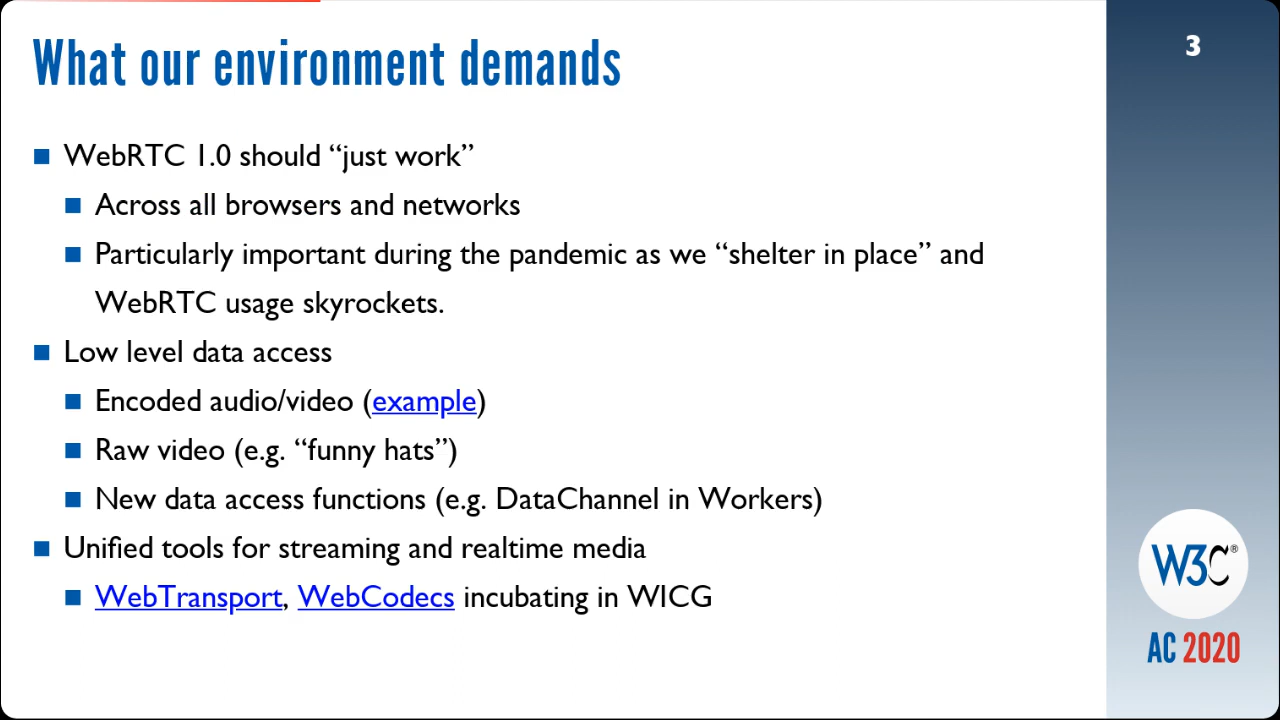 What our environment demands
3
WebRTC 1.0 should “just work”
Across all browsers and networks
Particularly important during the pandemic as we “shelter in place” and
WebRTC usage skyrockets.
Low level data access
Encoded audio/video (example)
Raw video (e.g. “funny hats”)
New data access functions (e.g. DataChannel in Workers)
Unified tools for streaming and realtime media
WebTransport, WebCodecs incubating in WICG
W3C®
AC 2020